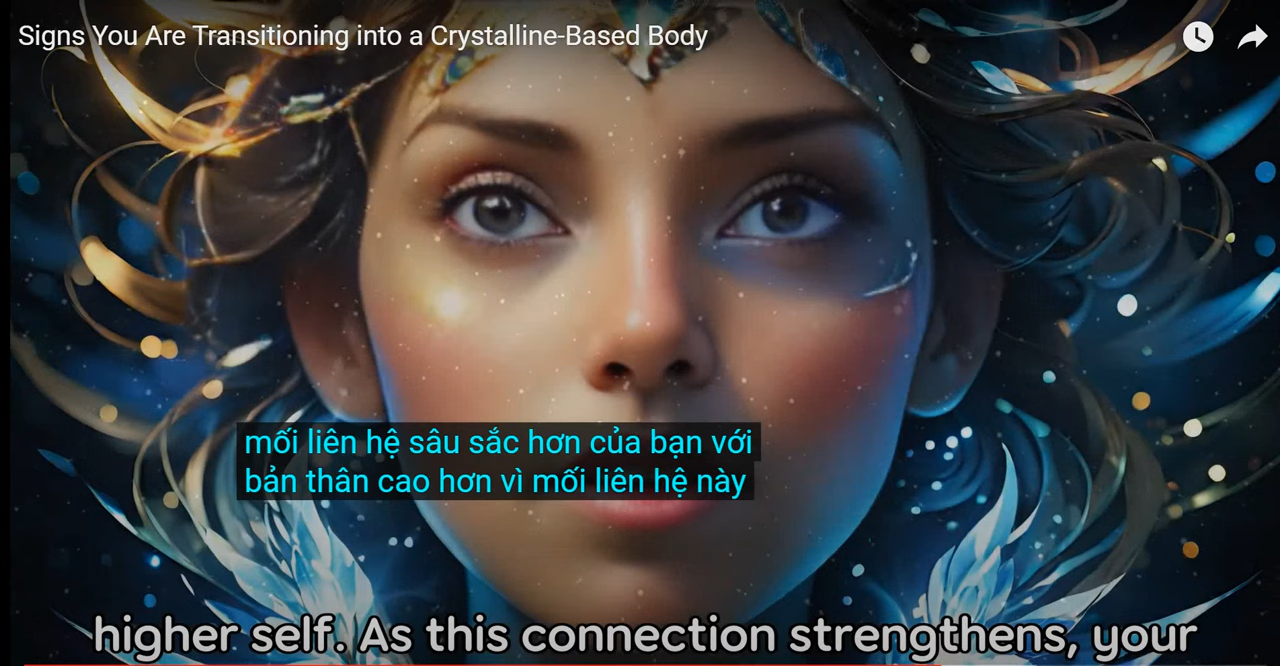 Signs You Are Transitioning into a Crystalline-Based Body
mối liên hệ sâu sắc hơn của bạn với
bản thân cao hơn vì mối liên hệ này
higher self. As this connection strengthens, your